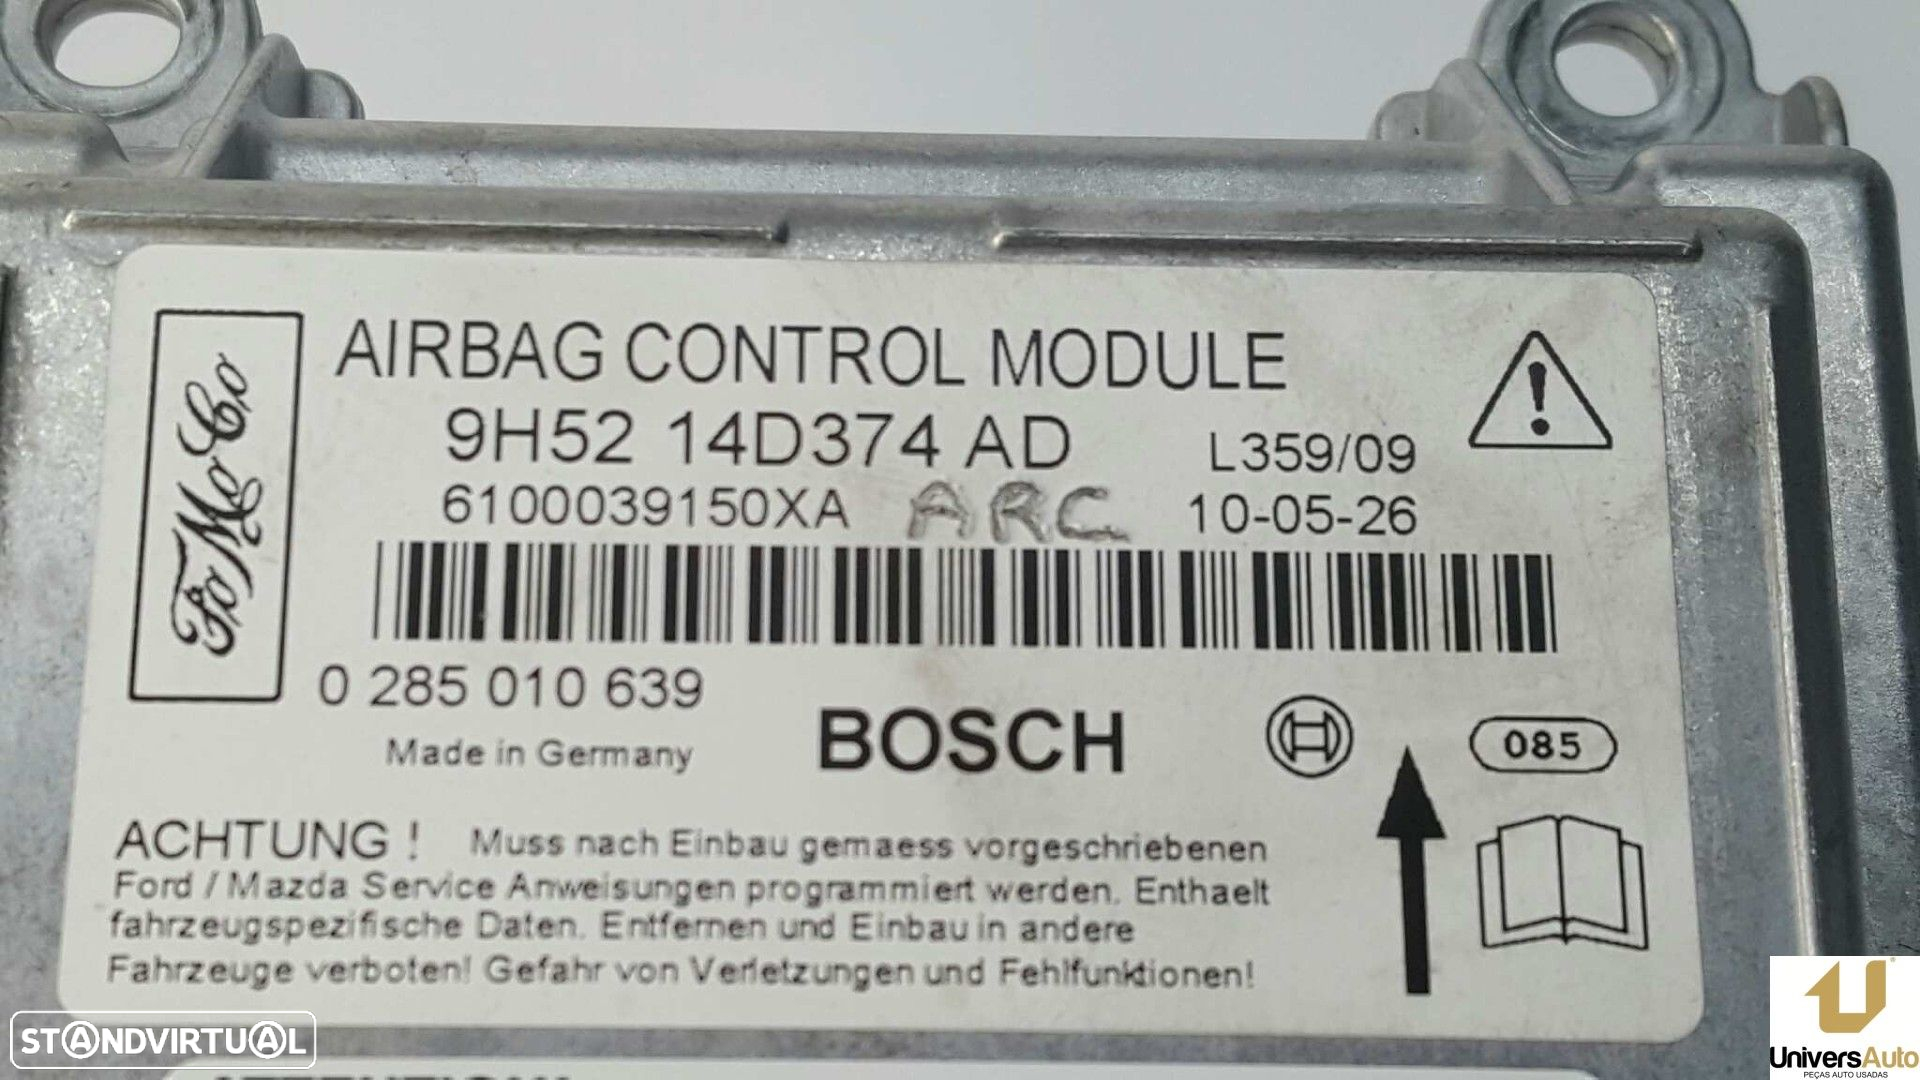 FoMoCo
AIRBAG CONTROL MODULE
9H52 14D374 AD L359/09
6100039150XA ARC 10-05-26
0 285 010 639
Made in Germany BOSCH 085
ACHTUNG ! Muss nach Einbau gemaess vorgeschriebenen
Ford / Mazda Service Anweisungen programmiert werden. Enthaelt
fahrzeugspezifische Daten. Entfernen und Einbau in andere
Fahrzeuge verboten! Gefahr von Verletzungen und Fehlfunktionen!
STANDVIRTUAL
UniversAuto
PEÇAS AUTO USADAS